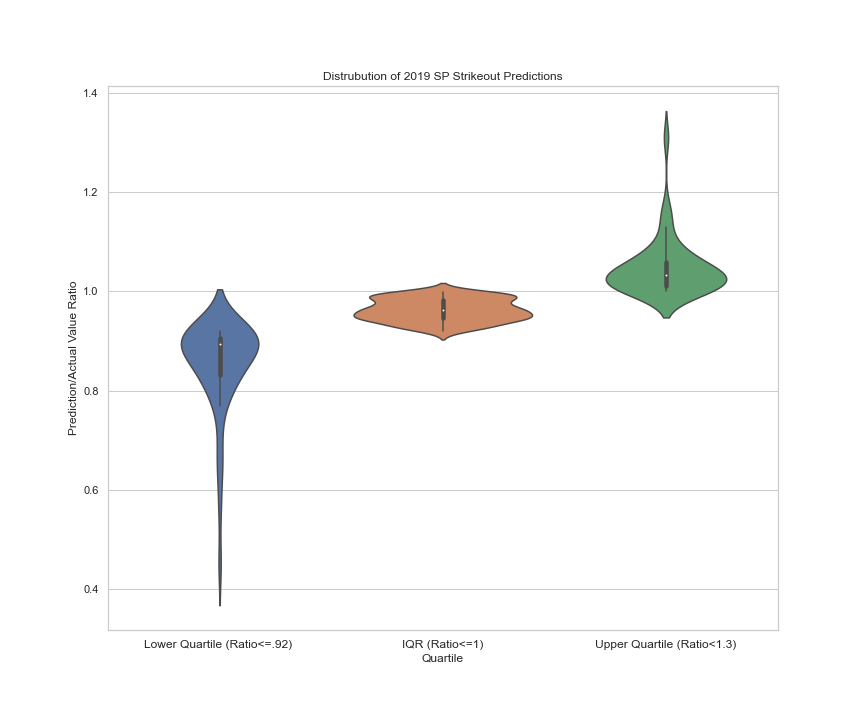 Distrubution of 2019 SP Strikeout Predictions
1.4
1.2
1.0
0.8
0.6
0.4
Prediction/Actual Value Ratio
Lower Quartile (Ratio<=.92) IQR (Ratio<=1) Upper Quartile (Ratio<1.3)
Quartile